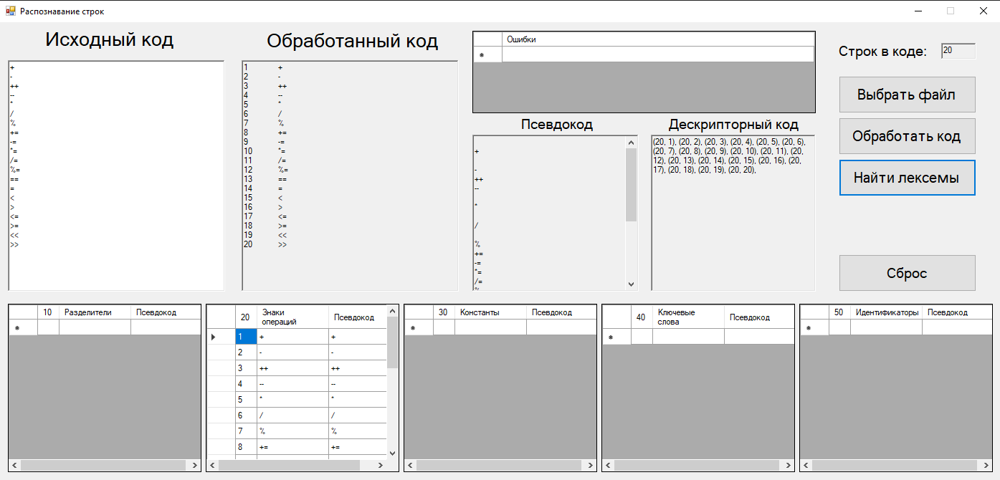 Распознавание строк
Исходный код
+
-
++
--
*
/
%
+=
-=
*=
/=
%=
==
=
<
>
<=
>=
<<
>>
Обработанный код
1 +
2 -
3 ++
4 --
5 *
6 /
7 %
8 +=
9 -=
10 *=
11 /=
12 %=
13 ==
14 =
15 <
16 >
17 <=
18 >=
19 <<
20 >>
Ошибки
Псевдокод
+
-
++
--
*
/
%
+=
-=
*=
/=
Дескрипторный код
(20, 1), (20, 2), (20, 3), (20, 4), (20, 5), (20, 6),
(20, 7), (20, 8), (20, 9), (20, 10), (20, 11), (20,
12), (20, 13), (20, 14), (20, 15), (20, 16), (20,
17), (20, 18), (20, 19), (20, 20),
Строк в коде: 20
Выбрать файл
Обработать код
Найти лексемы
Сброс
10 Разделители Псевдокод
20 Знаки операций Псевдокод
1 + +
2 - -
3 ++ ++
4 -- --
5 * *
6 / /
7 % %
8 += +=
30 Константы Псевдокод
40 Ключевые слова Псевдокод
50 Идентификаторы Псевдокод